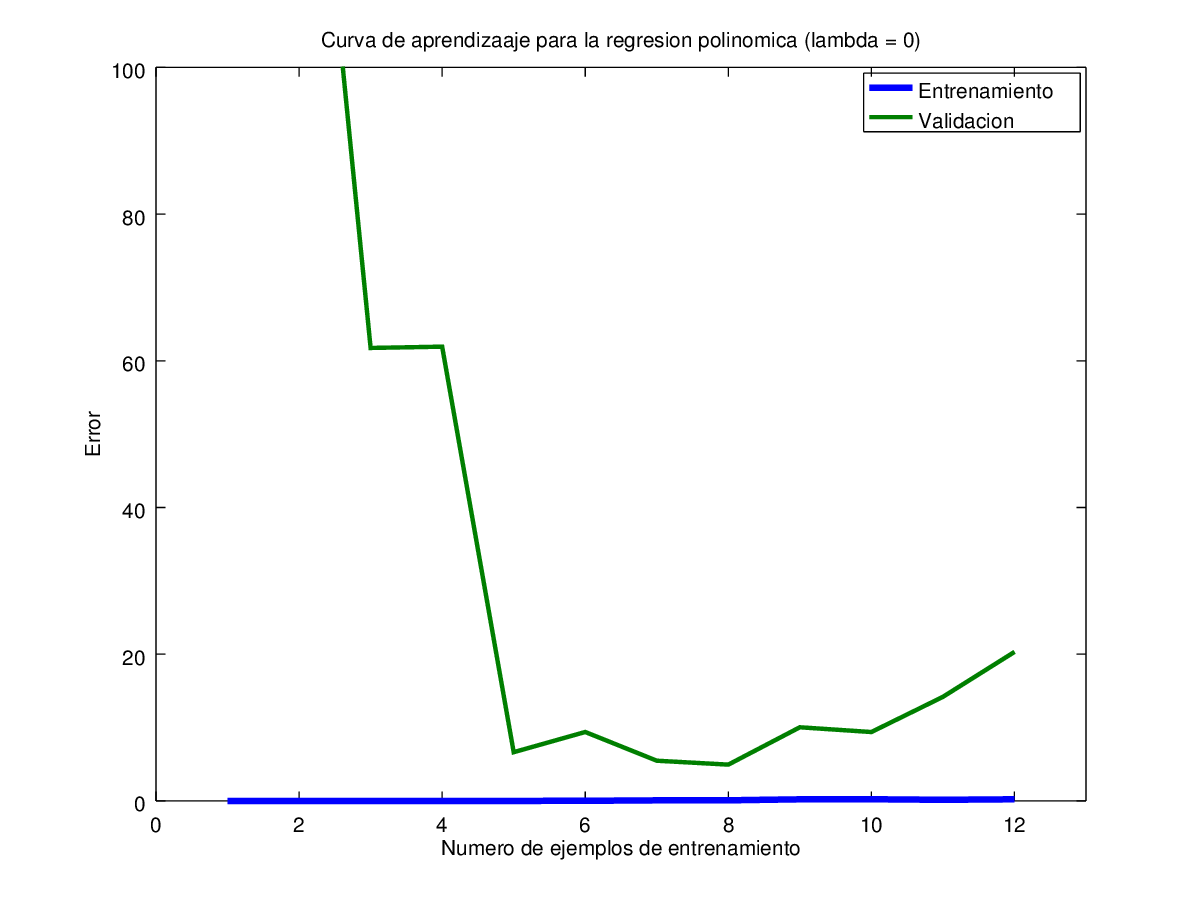 Curva de aprendizaaje para la regresion polinomica (lambda = 0)
Entrenamiento
Validacion
100
80
60
40
20
0
Error
0 2 4 6 8 10 12
Numero de ejemplos de entrenamiento